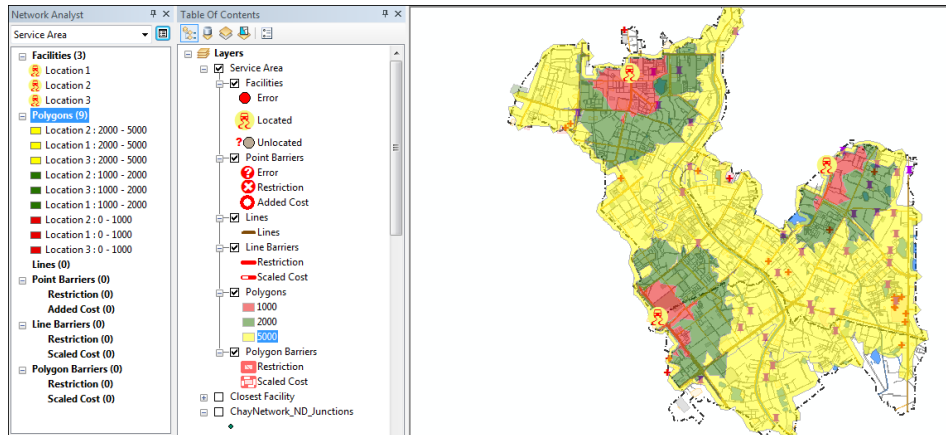 Network Analyst
Service Area
Facilities (3)
Location 1
Location 2
Location 3
Polygons (9)
Location 2 : 2000 - 5000
Location 1 : 2000 - 5000
Location 3 : 2000 - 5000
Location 2 : 1000 - 2000
Location 3 : 1000 - 2000
Location 1 : 1000 - 2000
Location 2 : 0 - 1000
Location 1 : 0 - 1000
Location 3 : 0 - 1000
Lines (0)
Point Barriers (0)
Restriction (0)
Added Cost (0)
Line Barriers (0)
Restriction (0)
Scaled Cost (0)
Polygon Barriers (0)
Restriction (0)
Scaled Cost (0)
Table Of Contents
Layers
Service Area
Facilities
Error
Located
? Unlocated
Point Barriers
Error
Restriction
Added Cost
Lines
Lines
Line Barriers
Restriction
Scaled Cost
Polygons
1000
2000
5000
Polygon Barriers
Restriction
Scaled Cost
Closest Facility
ChayNetwork_ND_Junctions